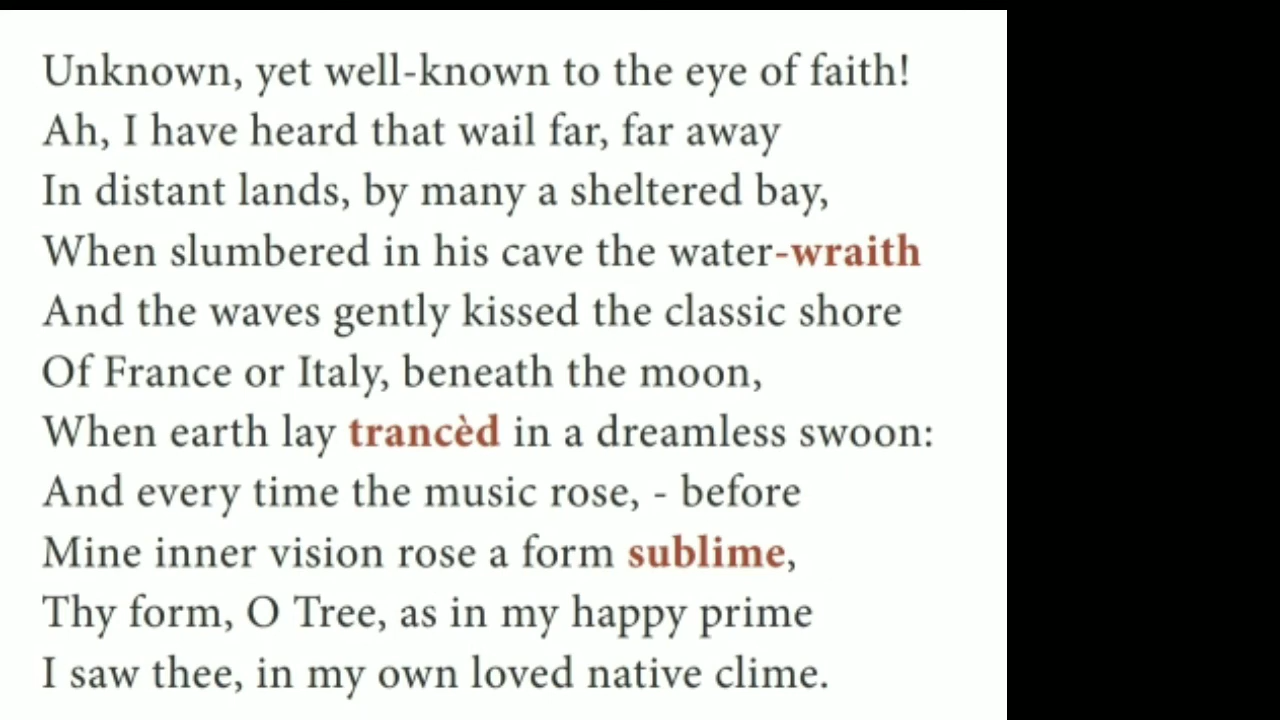 Unknown, yet well-known to the eye of faith!
Ah, I have heard that wail far, far away
In distant lands, by many a sheltered bay,
When slumbered in his cave the water-wraith
And the waves gently kissed the classic shore
Of France or Italy, beneath the moon,
When earth lay trancèd in a dreamless swoon:
And every time the music rose, - before
Mine inner vision rose a form sublime,
Thy form, O Tree, as in my happy prime
I saw thee, in my own loved native clime.